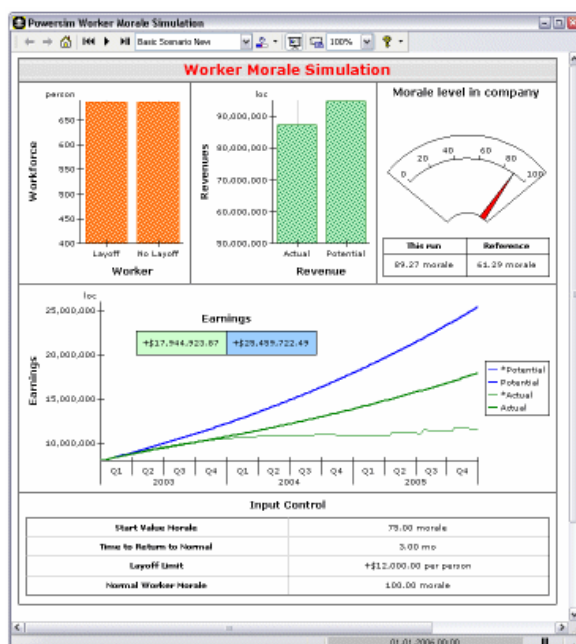 Powersim Worker Morale Simulation
Basic Scenario New
100%
Worker Morale Simulation
person
650
600
550
500
450
400
Workforce
Layoff No Layoff
Worker
loc
90,000,000
80,000,000
70,000,000
60,000,000
50,000,000
Revenues
Actual Potential
Revenue
Morale level in company
0 20 40 60 80 100
This run Reference
89.27 morale 61.29 morale
loc
25,000,000
20,000,000
15,000,000
10,000,000
Earnings
Earnings
+$17,944,923.87 +$25,459,722.49
*Potential
Potential
*Actual
Actual
Q1 Q2 Q3 Q4 Q1 Q2 Q3 Q4 Q1 Q2 Q3 Q4
2003 2004 2005
Input Control
Start Value Morale 75.00 morale
Time to Return to Normal 3.00 mo
Layoff Limit +$12,000.00 per person
Normal Worker Morale 100.00 morale
01-01-2006 00:00